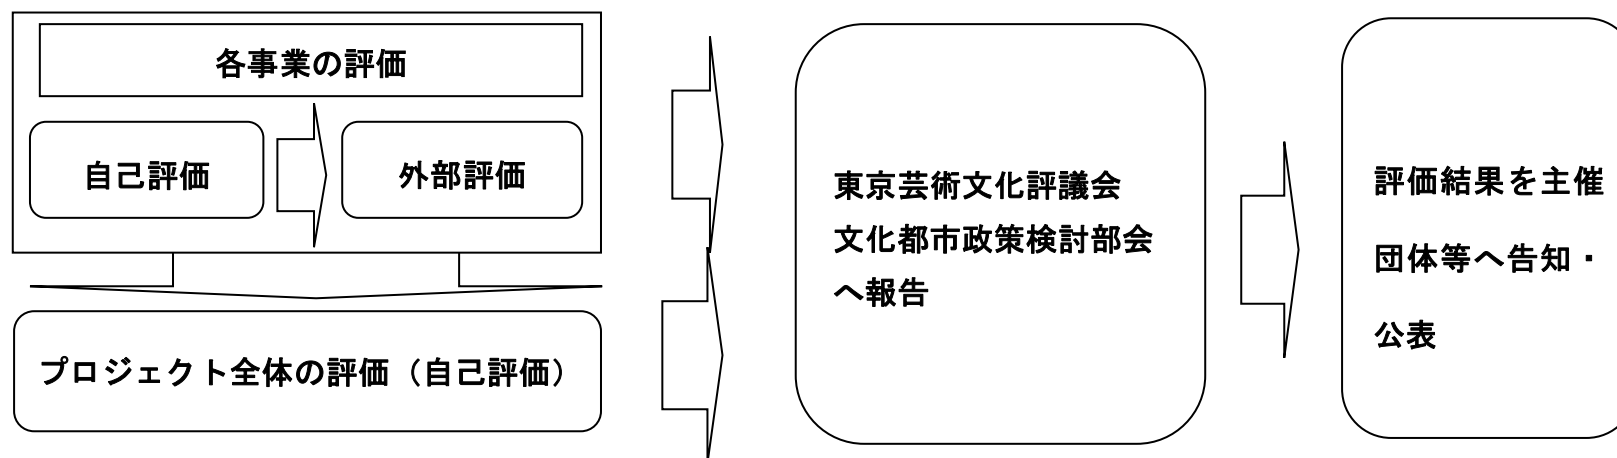 各事業の評価
自己評価
外部評価
プロジェクト全体の評価（自己評価）
東京芸術文化評議会
文化都市政策検討部会
へ報告
評価結果を主催
団体等へ告知・
公表